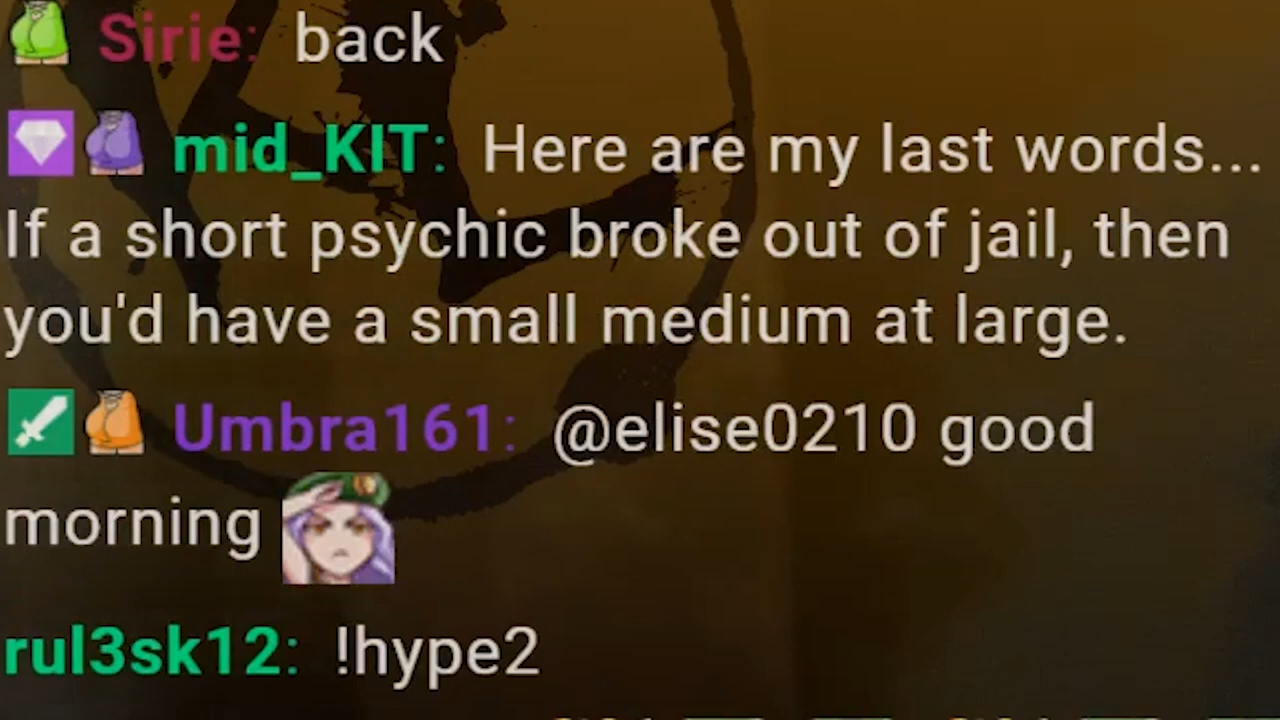 Sirie: back
mid_KIT: Here are my last words...
If a short psychic broke out of jail, then
you'd have a small medium at large.
Umbra161: @elise0210 good
morning
rul3sk12: !hype2